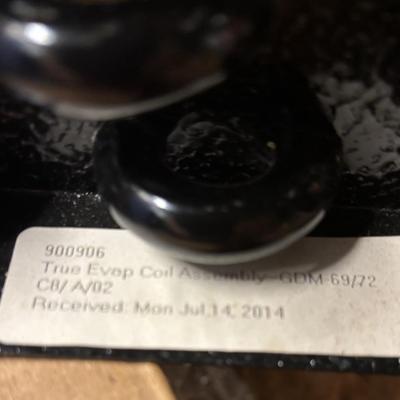 900906
True Evap Coil Assembly-GDM-69/72
C8/ A/02
Received: Mon Jul,14, 2014